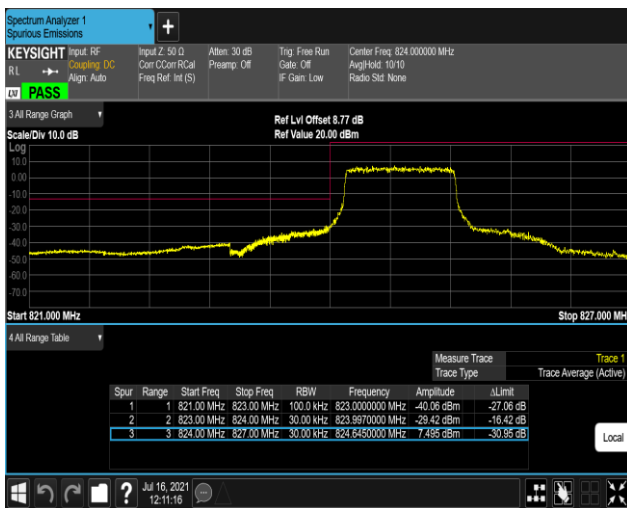 Spectrum Analyzer 1
Spurious Emissions
KEYSIGHT Input: RF Input Z: 50 Ω Atten: 30 dB Trig: Free Run Center Freq: 824.000000 MHz
RL Coupling: DC Corr CCorr RCal Preamp: Off Gate: Off Avg|Hold: 10/10
Align: Auto Freq Ref: Int (S) IF Gain: Low Radio Std: None
LXI PASS
3 All Range Graph
Ref Lvl Offset 8.77 dB
Scale/Div 10.0 dB Ref Value 20.00 dBm
Log
10.0
0.00
-10.0
-20.0
-30.0
-40.0
-50.0
-60.0
-70.0
Start 821.000 MHz Stop 827.000 MH
4 All Range Table
Measure Trace Trace 1
Trace Type Trace Average (Active)
Spur Range Start Freq Stop Freq RBW Frequency Amplitude ΔLimit
1 1 821.00 MHz 823.00 MHz 100.0 kHz 823.0000000 MHz -40.06 dBm -27.06 dB
2 2 823.00 MHz 824.00 MHz 30.00 kHz 823.9970000 MHz -29.42 dBm -16.42 dB
3 3 824.00 MHz 827.00 MHz 30.00 kHz 824.6450000 MHz 7.495 dBm -30.95 dB
Local
? Jul 16, 2021
12:11:16